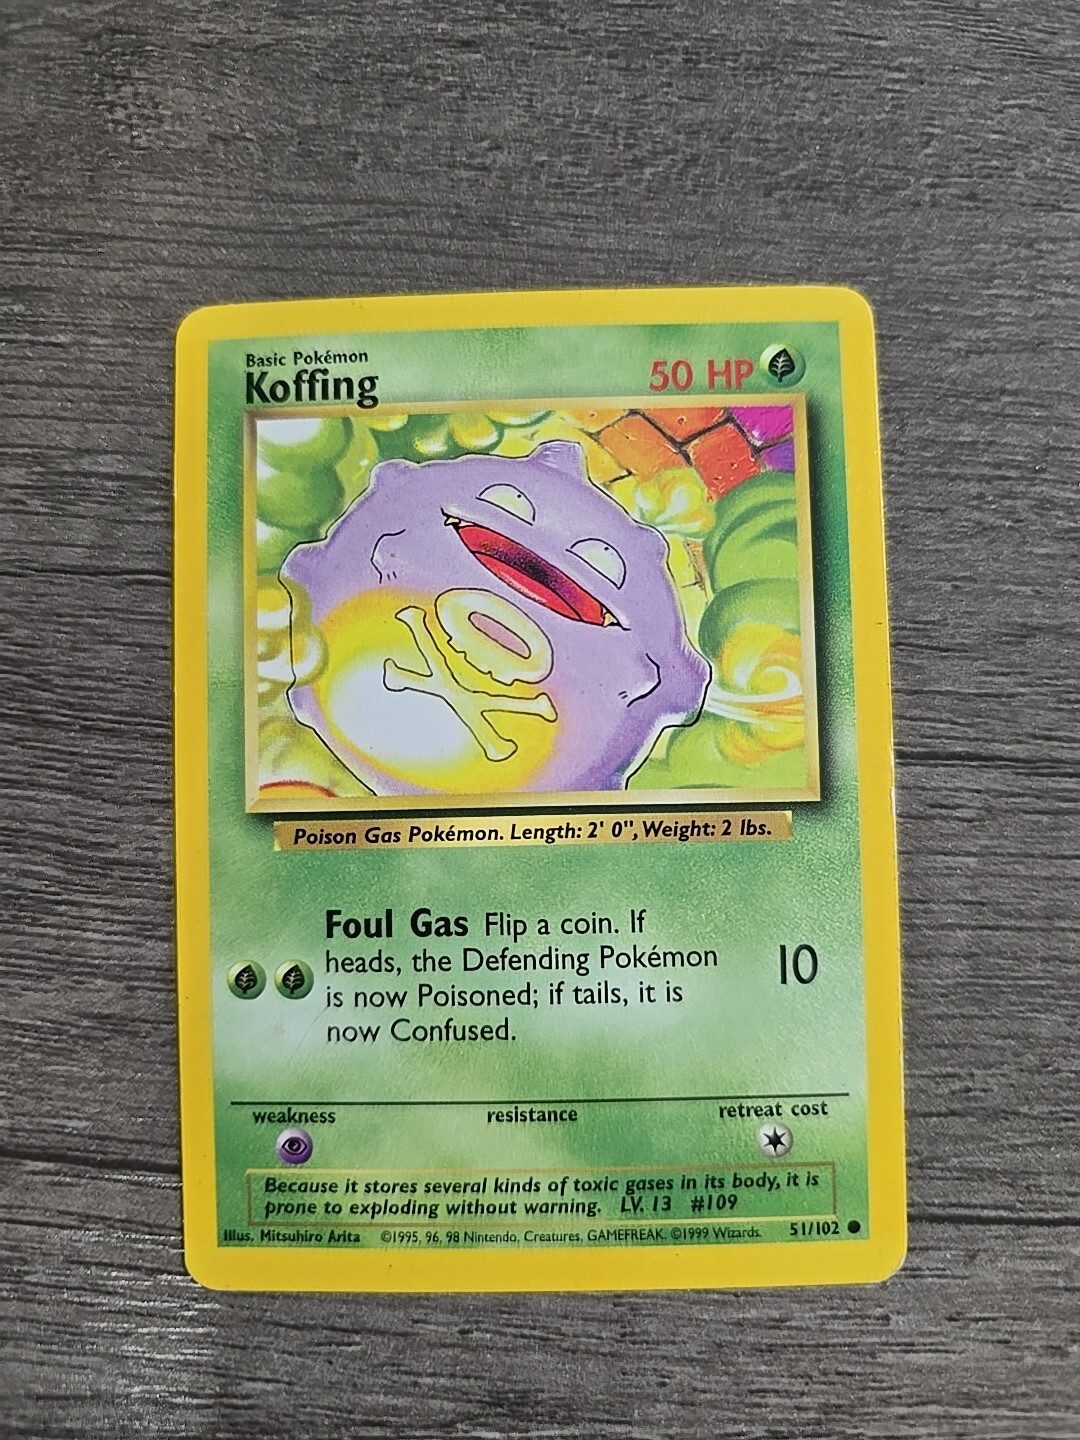 Basic Pokémon
Koffing
50 HP
Poison Gas Pokémon. Length: 2' 0", Weight: 2 lbs.
Foul Gas Flip a coin. If
heads, the Defending Pokémon
is now Poisoned; if tails, it is
now Confused.
10
weakness resistance retreat cost
Because it stores several kinds of toxic gases in its body, it is
prone to exploding without warning. LV. 13 #109
Illus. Mitsuhiro Arita ©1995, 96, 98 Nintendo, Creatures, GAMEFREAK. ©1999 Wizards. 51/102